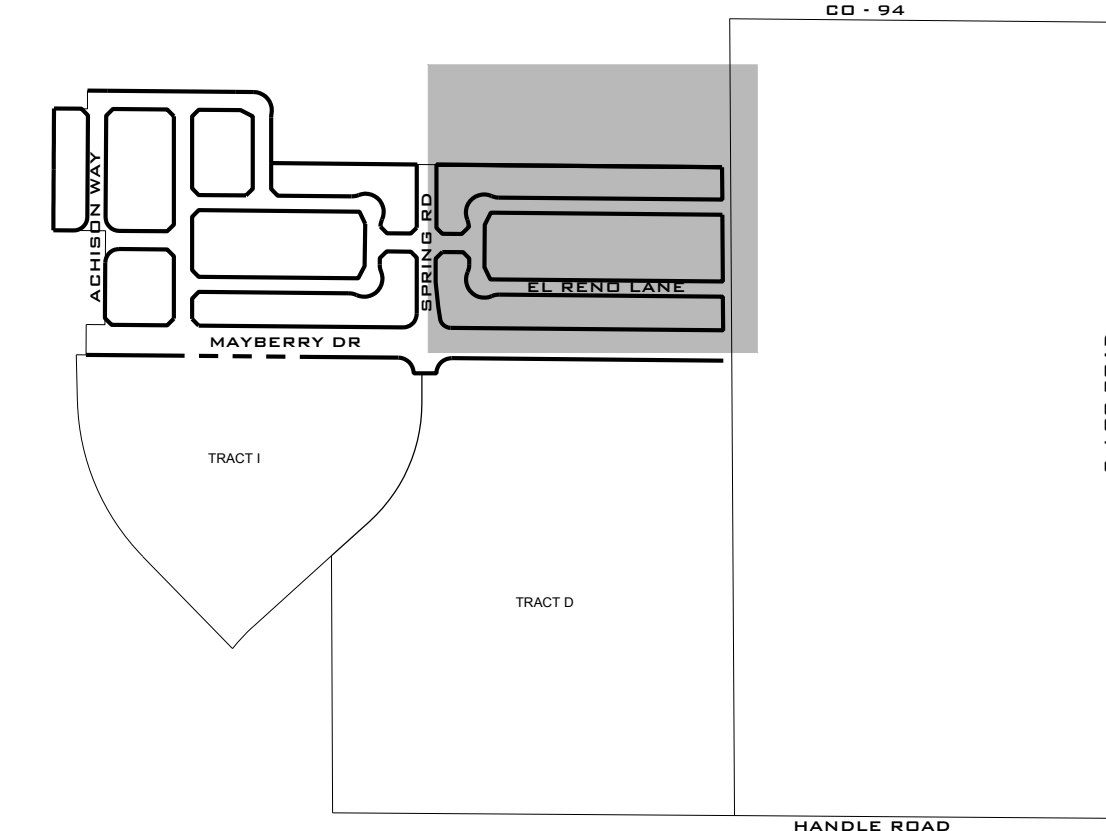 CO - 94
ACHISON WAY
SPRING RD
EL RENO LANE
MAYBERRY DR
TRACT I
TRACT D
HANDLE ROAD